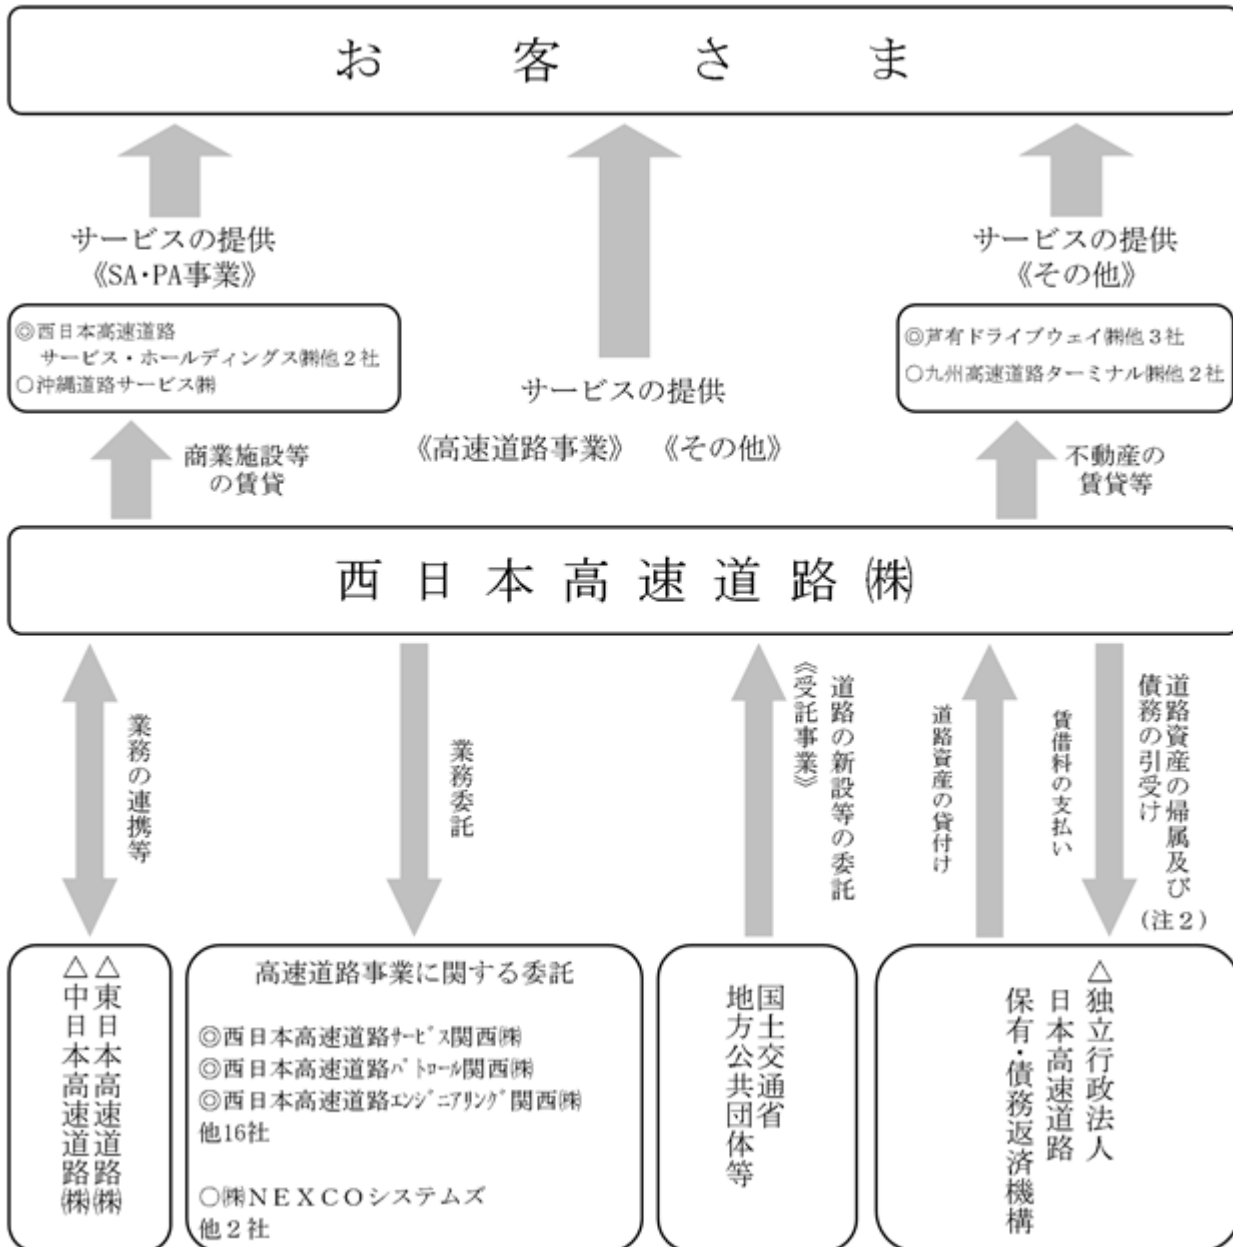 お客さま
サービスの提供
《SA・PA事業》
サービスの提供
《その他》
◎西日本高速道路
サービス・ホールディングス㈱他２社
○沖縄道路サービス㈱
◎芦有ドライブウェイ㈱他３社
○九州高速道路ターミナル㈱他２社
サービスの提供
《高速道路事業》 《その他》
商業施設等
の賃貸
不動産の
賃貸等
西日本高速道路㈱
業務の連携等
業務委託
道路の新設等の委託
《受託事業》
道路資産の貸付け
賃借料の支払い
道路資産の帰属及び
債務の引受け
(注２)
△東日本高速道路㈱
△中日本高速道路㈱
高速道路事業に関する委託
◎西日本高速道路ｻｰﾋﾞｽ関西㈱
◎西日本高速道路ﾊﾟﾄﾛｰﾙ関西㈱
◎西日本高速道路ｴﾝｼﾞﾆｱﾘﾝｸﾞ関西㈱
他16社
○㈱ＮＥＸＣＯシステムズ
他２社
国土交通省
地方公共団体等
△独立行政法人
日本高速道路
保有・債務返済機構